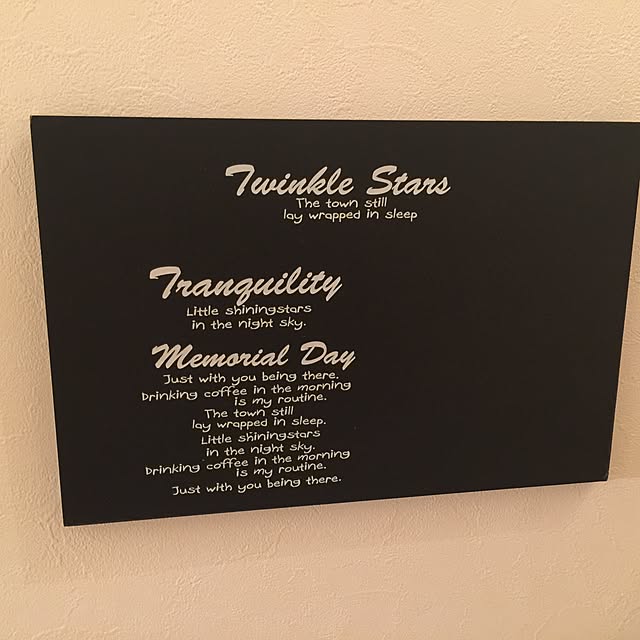 Twinkle Stars
The town still
lay wrapped in sleep
Tranquility
Little shiningstars
in the night sky.
Memorial Day
Just with you being there.
Drinking coffee in the morning
is my routine.
The town still
lay wrapped in sleep.
Little shiningstars
in the night sky.
Drinking coffee in the morning
is my routine.
Just with you being there.